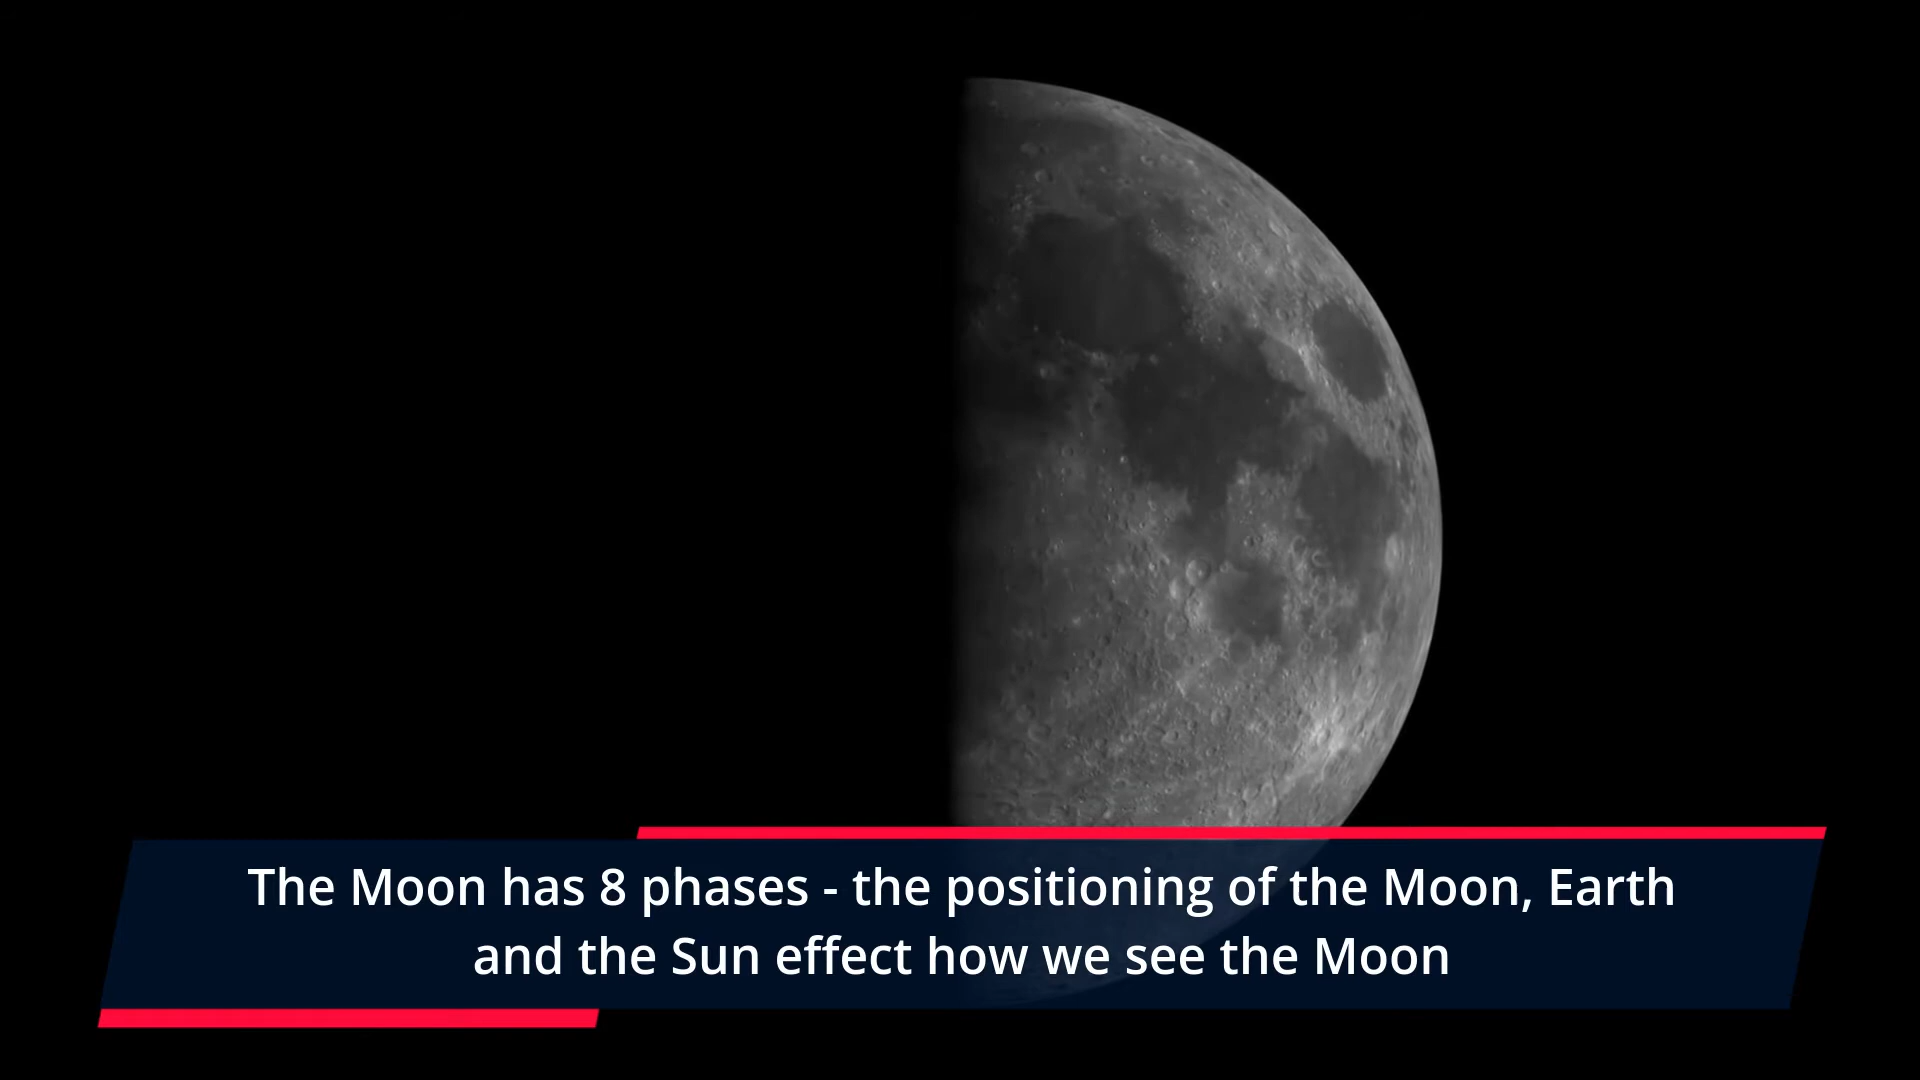 The Moon has 8 phases - the positioning of the Moon, Earth
and the Sun effect how we see the Moon